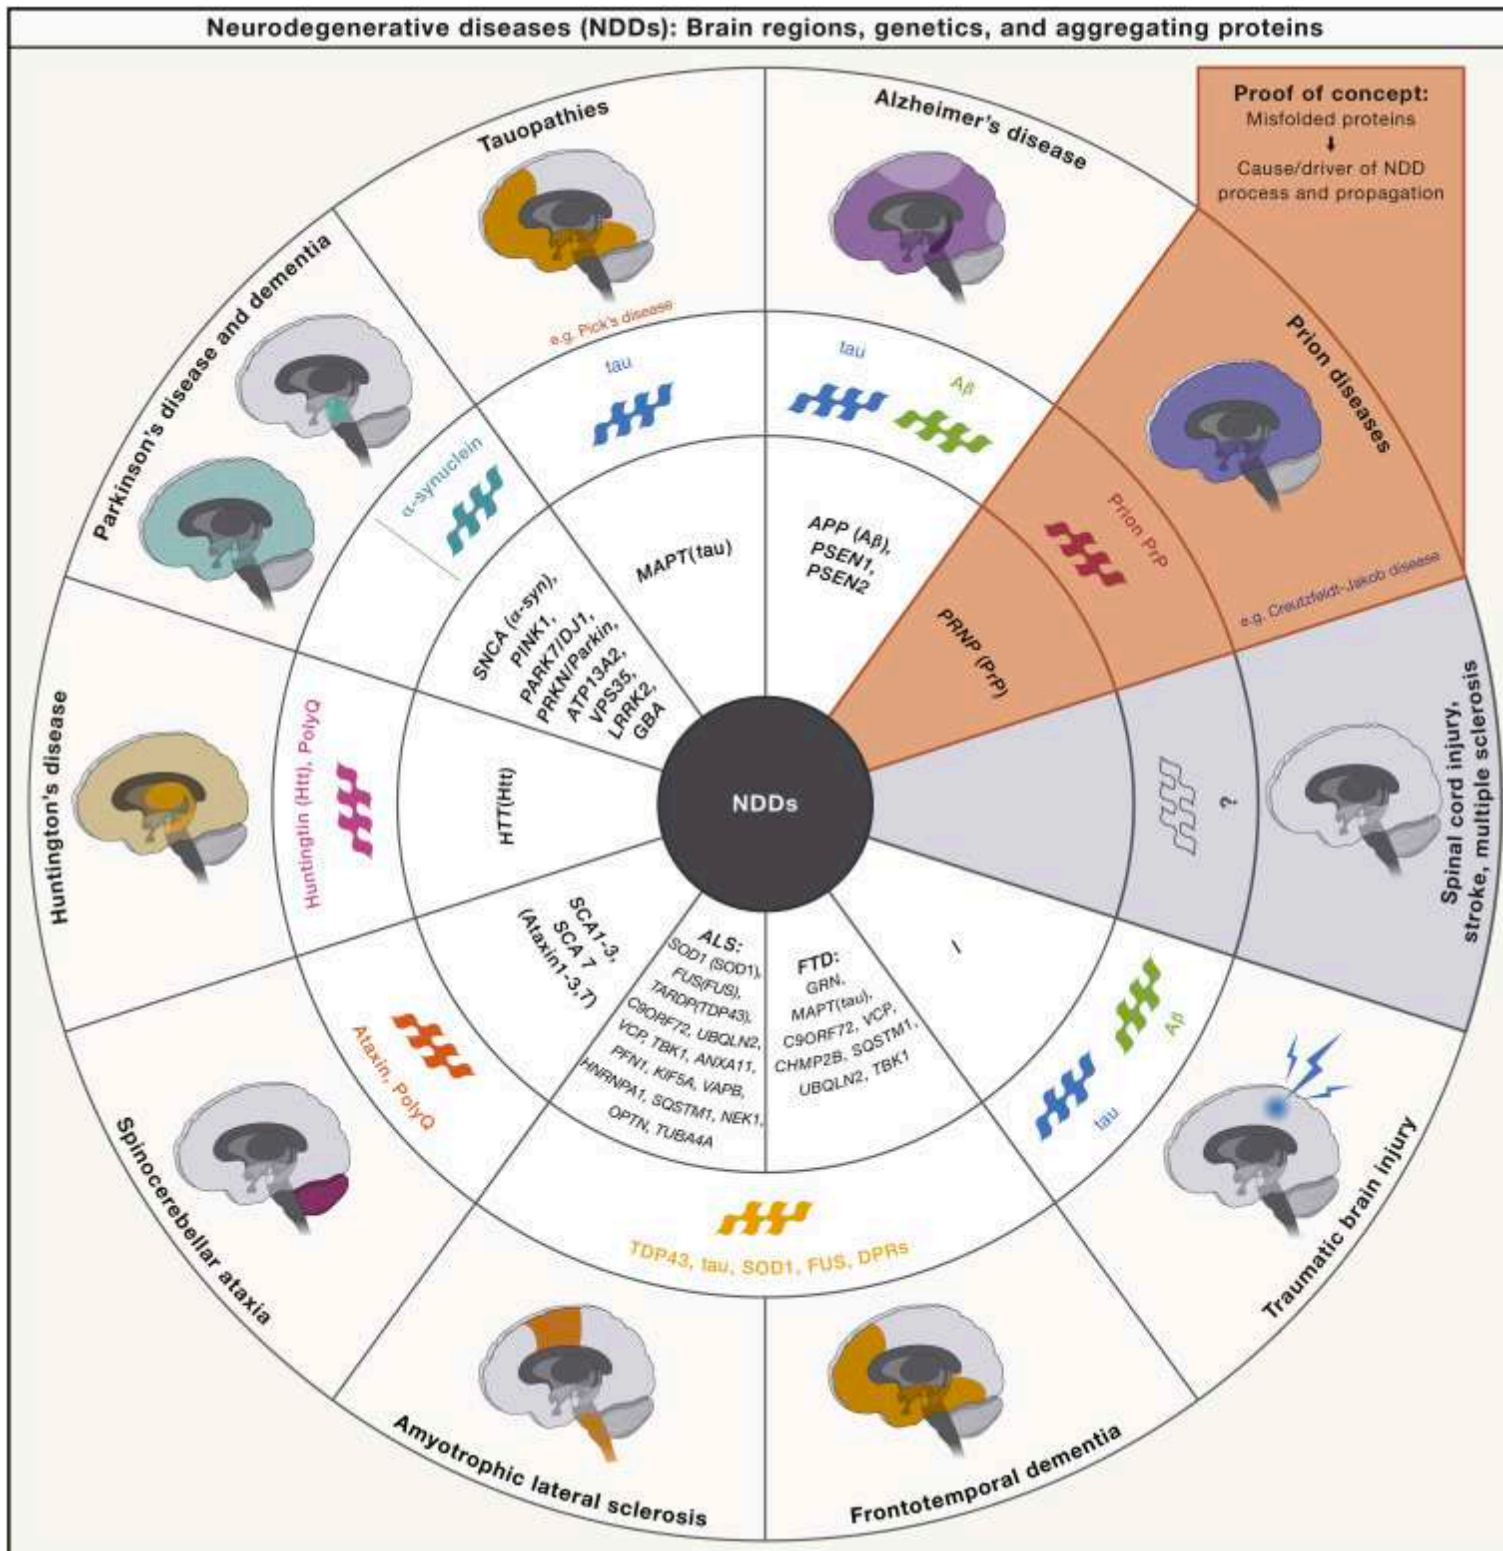 Neurodegenerative diseases (NDDs): Brain regions, genetics, and aggregating proteins
Proof of concept:
Misfolded proteins
Cause/driver of NDD
process and propagation
Alzheimer's disease
tau
Aβ
APP (Aβ),
PSEN1,
PSEN2
Prion diseases
e.g. Creutzfeldt-Jakob disease
Prion PrP
PRNP (PrP)
Spinal cord injury,
stroke, multiple sclerosis
?
Traumatic brain injury
Aβ
tau
/
Frontotemporal dementia
FTD:
GRN,
MAPT(tau),
C9ORF72, VCP,
CHMP2B, SQSTM1,
UBQLN2, TBK1
TDP43, tau, SOD1, FUS, DPRs
Amyotrophic lateral sclerosis
ALS:
SOD1 (SOD1),
FUS(FUS),
TARDP(TDP43),
C9ORF72, UBQLN2,
VCP, TBK1, ANXA11,
PFN1, KIF5A, VAPB,
HNRNPA1, SQSTM1, NEK1,
OPTN, TUBA4A
Spinocerebellar ataxia
Ataxin, PolyQ
SCA1-3,
SCA 7
(Ataxin1-3,7)
Huntington's disease
Huntingtin (Htt), PolyQ
HTT(Htt)
Parkinson's disease and dementia
α-synuclein
SNCA (α-syn),
PINK1,
PARK7/DJ1,
PRKN/Parkin,
ATP13A2,
VPS35,
LRRK2,
GBA
Tauopathies
e.g. Pick's disease
tau
MAPT(tau)
NDDs